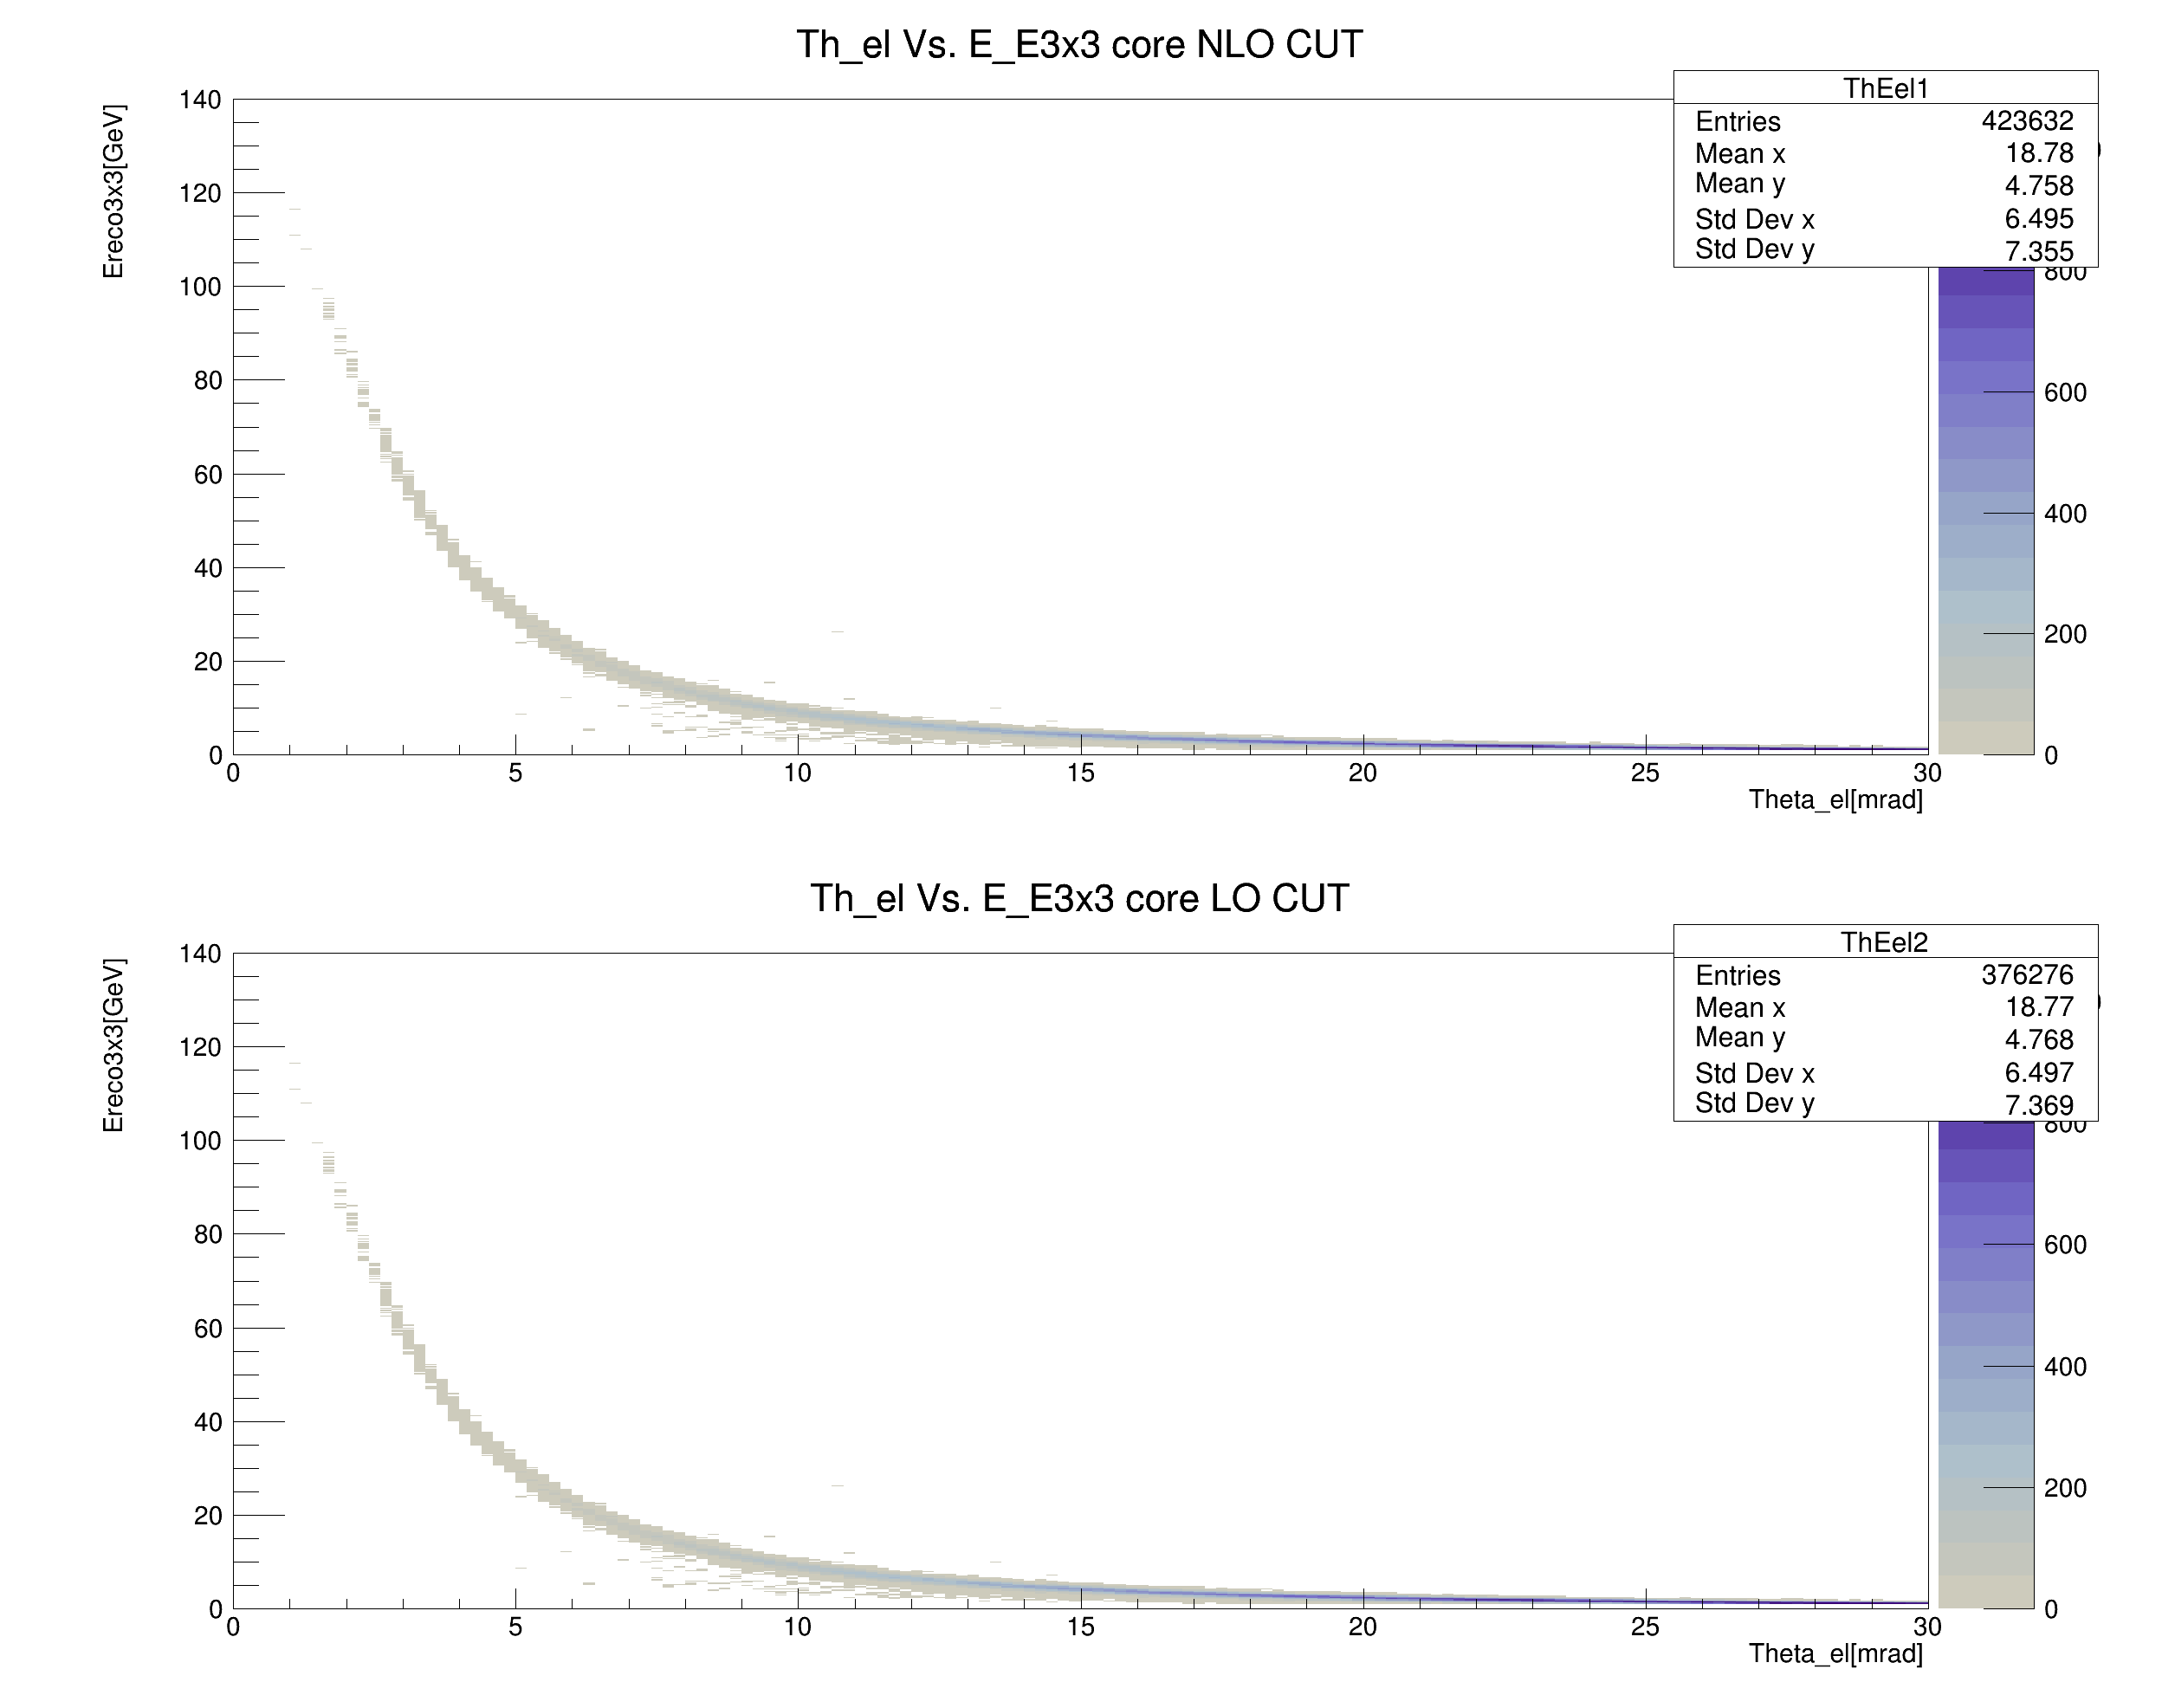 Th_el Vs. E_E3x3 core NLO CUT
ThEel1
Entries 423632
Mean x 18.78
Mean y 4.758
Std Dev x 6.495
Std Dev y 7.355
Ereco3x3[GeV]
140
120
100
80
60
40
20
0
0 5 10 15 20 25 30
Theta_el[mrad]
800
600
400
200
0
Th_el Vs. E_E3x3 core LO CUT
ThEel2
Entries 376276
Mean x 18.77
Mean y 4.768
Std Dev x 6.497
Std Dev y 7.369
Ereco3x3[GeV]
140
120
100
80
60
40
20
0
0 5 10 15 20 25 30
Theta_el[mrad]
800
600
400
200
0